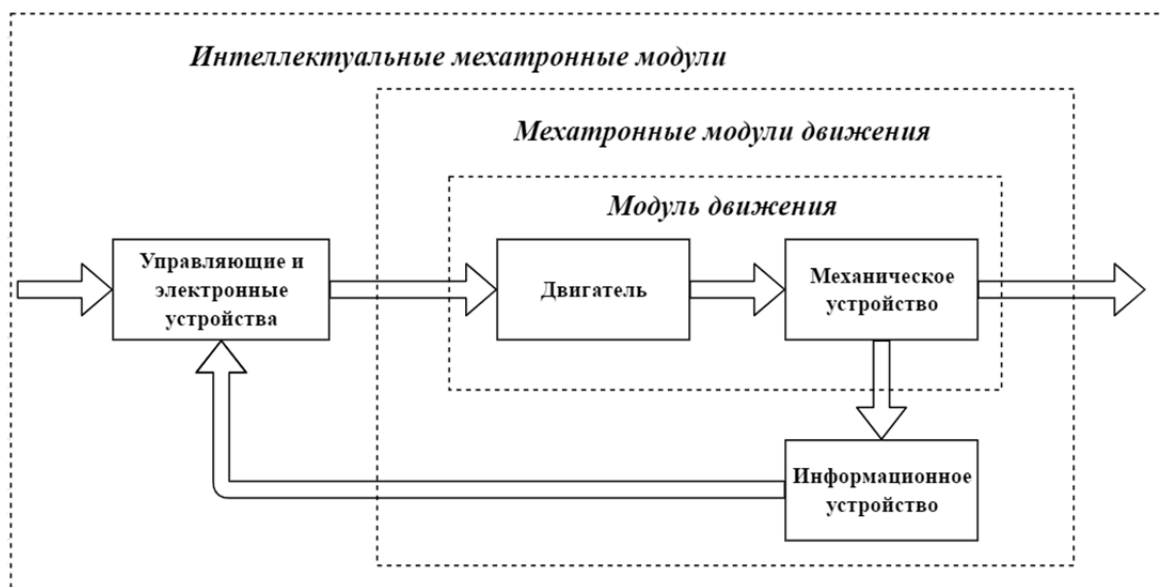 Интеллектуальные мехатронные модули
Мехатронные модули движения
Модуль движения
Управляющие и
электронные
устройства
Двигатель
Механическое
устройство
Информационное
устройство